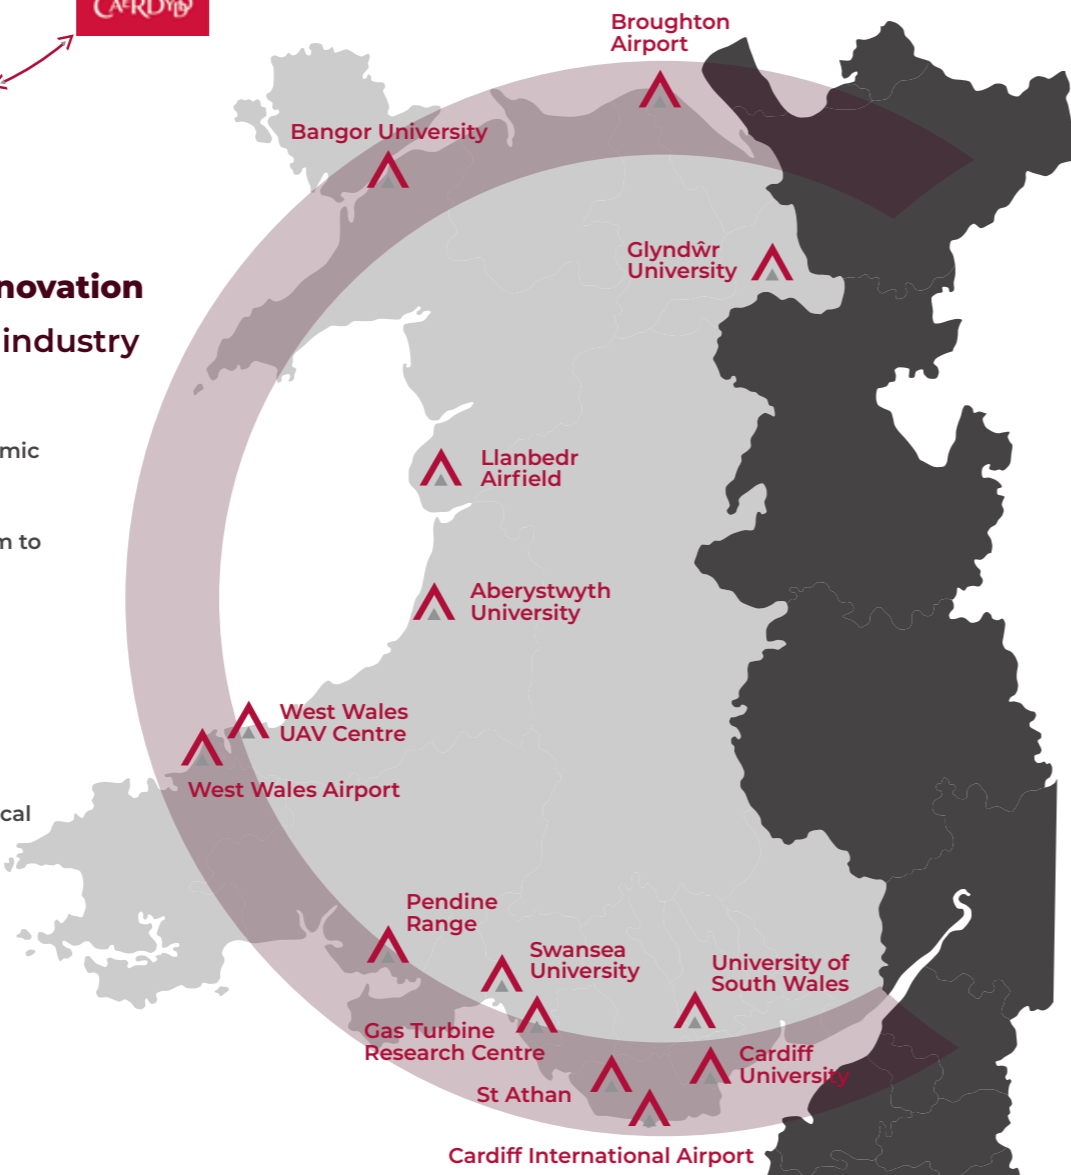 CAERDYDD
Broughton
Airport
Bangor University
Glyndŵr
University
novation
industry
mic
Llanbedr
Airfield
m to
Aberystwyth
University
West Wales
UAV Centre
West Wales Airport
cal
Pendine
Range
Swansea
University
University of
South Wales
Gas Turbine
Research Centre
Cardiff
University
St Athan
Cardiff International Airport